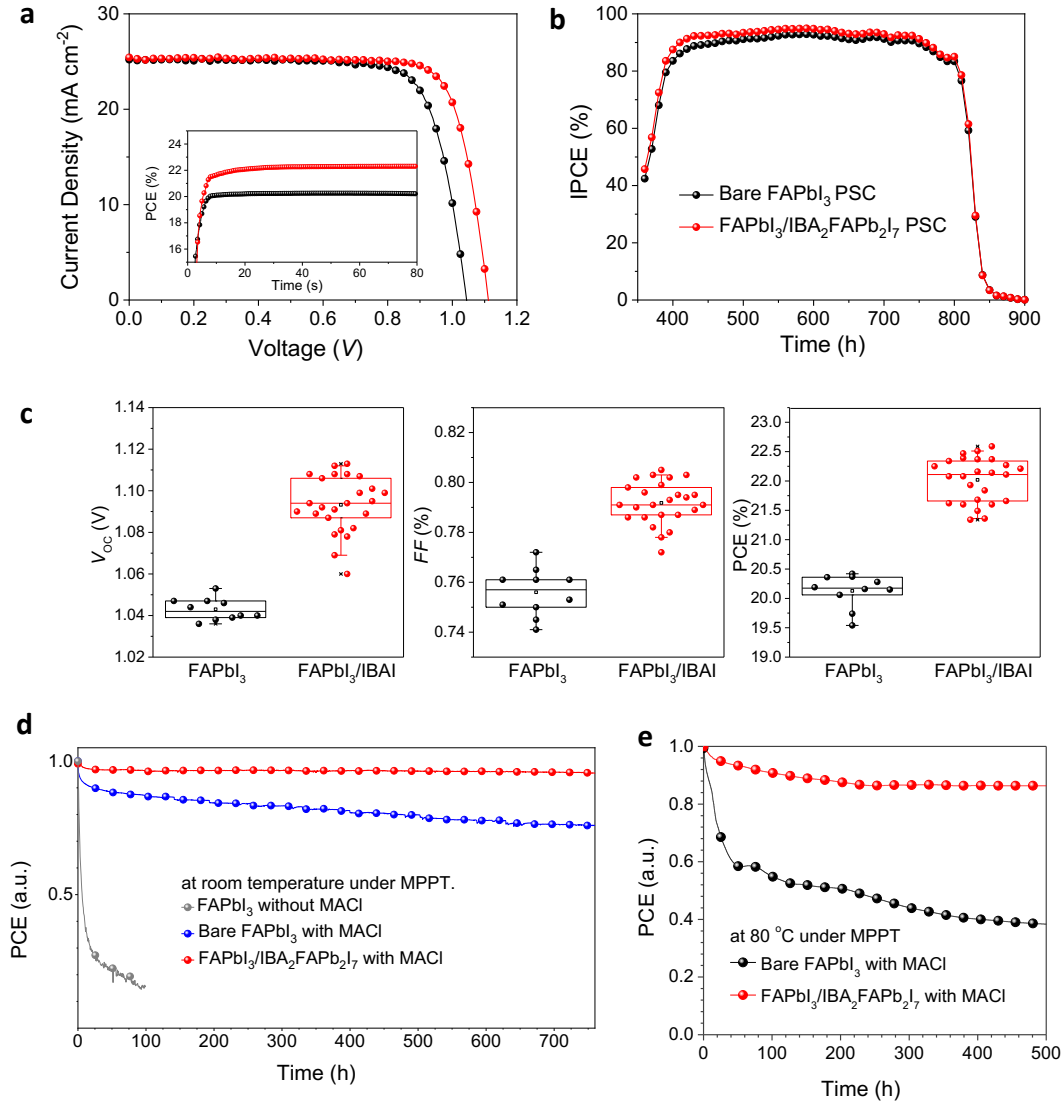 a
Current Density (mA cm⁻²)
30
20
10
0
0.0 0.2 0.4 0.6 0.8 1.0 1.2
Voltage (V)
PCE (%)
24
22
20
18
16
0 20 40 60 80
Time (s)
b
IPCE (%)
100
80
60
40
20
0
400 500 600 700 800 900
Time (h)
Bare FAPbI₃ PSC
FAPbI₃/IBA₂FAPb₂I₇ PSC
c
V_OC (V)
1.14
1.12
1.10
1.08
1.06
1.04
1.02
FAPbI₃ FAPbI₃/IBAI
FF (%)
0.82
0.80
0.78
0.76
0.74
FAPbI₃ FAPbI₃/IBAI
PCE (%)
23.0
22.5
22.0
21.5
21.0
20.5
20.0
19.5
19.0
FAPbI₃ FAPbI₃/IBAI
d
PCE (a.u.)
1.0
0.5
0 100 200 300 400 500 600 700
Time (h)
at room temperature under MPPT.
FAPbI₃ without MACl
Bare FAPbI₃ with MACl
FAPbI₃/IBA₂FAPb₂I₇ with MACl
e
PCE (a.u.)
1.0
0.8
0.6
0.4
0.2
0.0
0 100 200 300 400 500
Time (h)
at 80 °C under MPPT
Bare FAPbI₃ with MACl
FAPbI₃/IBA₂FAPb₂I₇ with MACl